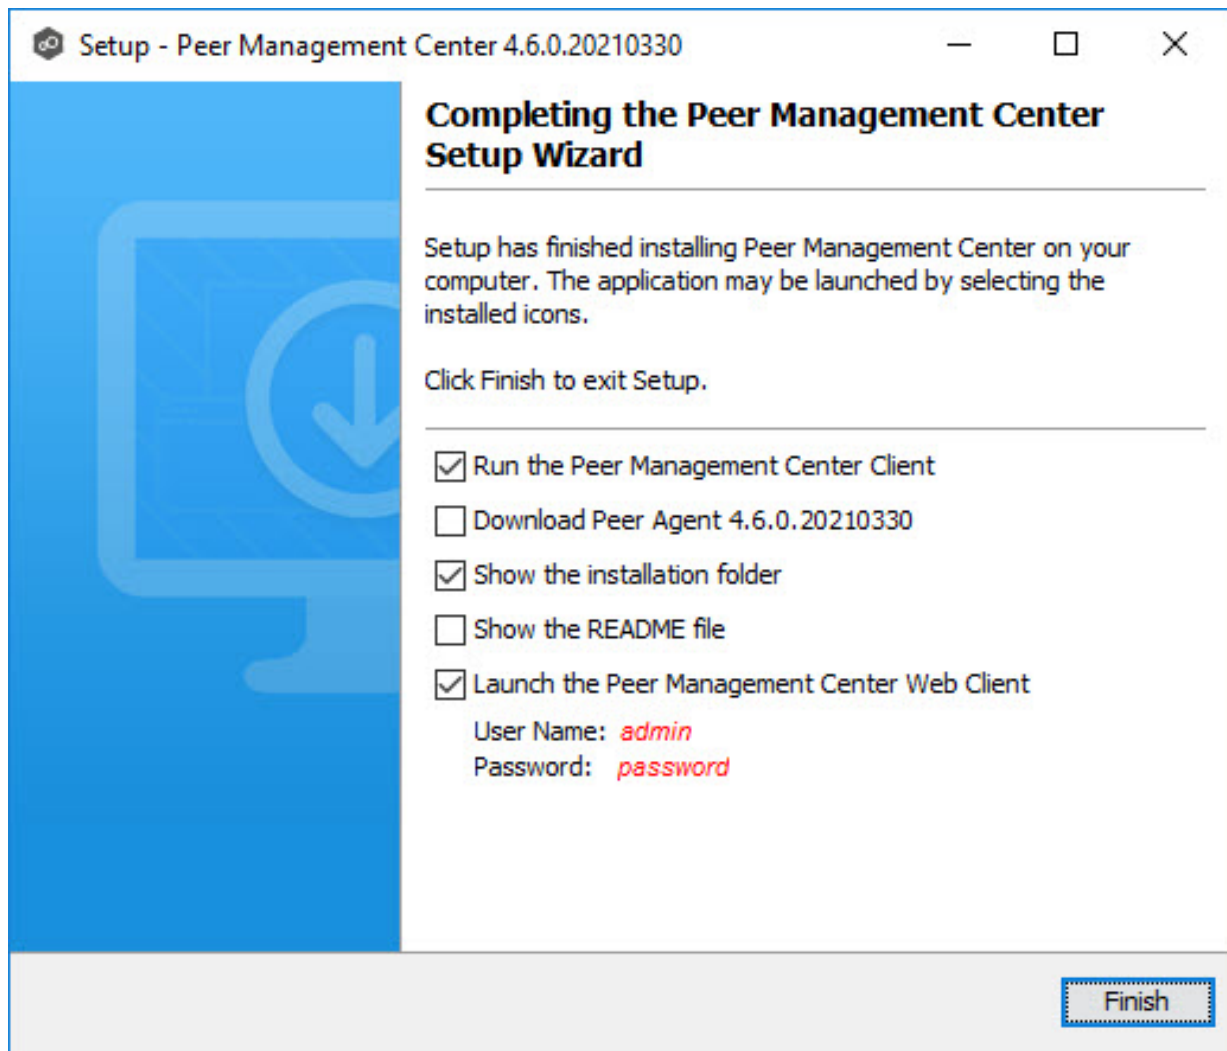 Setup - Peer Management Center 4.6.0.20210330
Completing the Peer Management Center
Setup Wizard
Setup has finished installing Peer Management Center on your
computer. The application may be launched by selecting the
installed icons.
Click Finish to exit Setup.
Run the Peer Management Center Client
Download Peer Agent 4.6.0.20210330
Show the installation folder
Show the README file
Launch the Peer Management Center Web Client
User Name: admin
Password: password
Finish